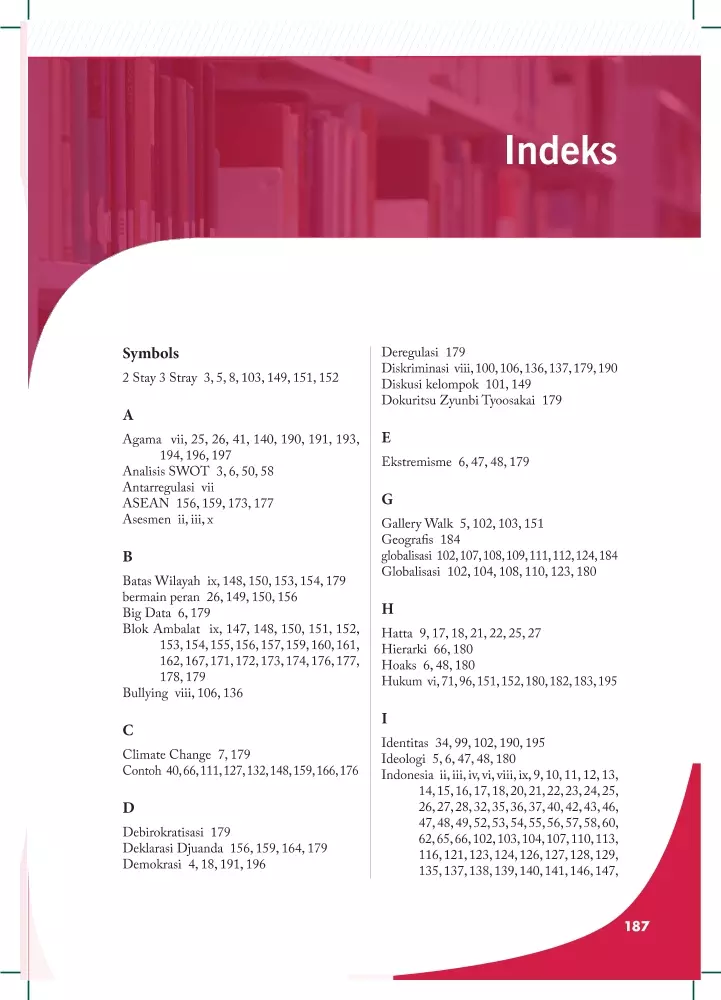 Indeks
Symbols
2 Stay 3 Stray 3, 5, 8, 103, 149, 151, 152
A
Agama vii, 25, 26, 41, 140, 190, 191, 193,
194, 196, 197
Analisis SWOT 3, 6, 50, 58
Antarregulasi vii
ASEAN 156, 159, 173, 177
Asesmen ii, iii, x
B
Batas Wilayah ix, 148, 150, 153, 154, 179
bermain peran 26, 149, 150, 156
Big Data 6, 179
Blok Ambalat ix, 147, 148, 150, 151, 152,
153, 154, 155, 156, 157, 159, 160, 161,
162, 167, 171, 172, 173, 174, 176, 177,
178, 179
Bullying viii, 106, 136
C
Climate Change 7, 179
Contoh 40, 66, 111, 127, 132, 148, 159, 166, 176
D
Debirokratisasi 179
Deklarasi Djuanda 156, 159, 164, 179
Demokrasi 4, 18, 191, 196
Deregulasi 179
Diskriminasi viii, 100, 106, 136, 137, 179, 190
Diskusi kelompok 101, 149
Dokuritsu Zyunbi Tyoosakai 179
E
Ekstremisme 6, 47, 48, 179
G
Gallery Walk 5, 102, 103, 151
Geografis 184
globalisasi 102, 107, 108, 109, 111, 112, 124, 184
Globalisasi 102, 104, 108, 110, 123, 180
H
Hatta 9, 17, 18, 21, 22, 25, 27
Hierarki 66, 180
Hoaks 6, 48, 180
Hukum vi, 71, 96, 151, 152, 180, 182, 183, 195
I
Identitas 34, 99, 102, 190, 195
Ideologi 5, 6, 47, 48, 180
Indonesia ii, iii, iv, vi, viii, ix, 9, 10, 11, 12, 13,
14, 15, 16, 17, 18, 20, 21, 22, 23, 24, 25,
26, 27, 28, 32, 35, 36, 37, 40, 42, 43, 46,
47, 48, 49, 52, 53, 54, 55, 56, 57, 58, 60,
62, 65, 66, 102, 103, 104, 107, 110, 113,
116, 121, 123, 124, 126, 127, 128, 129,
135, 137, 138, 139, 140, 141, 146, 147,
187